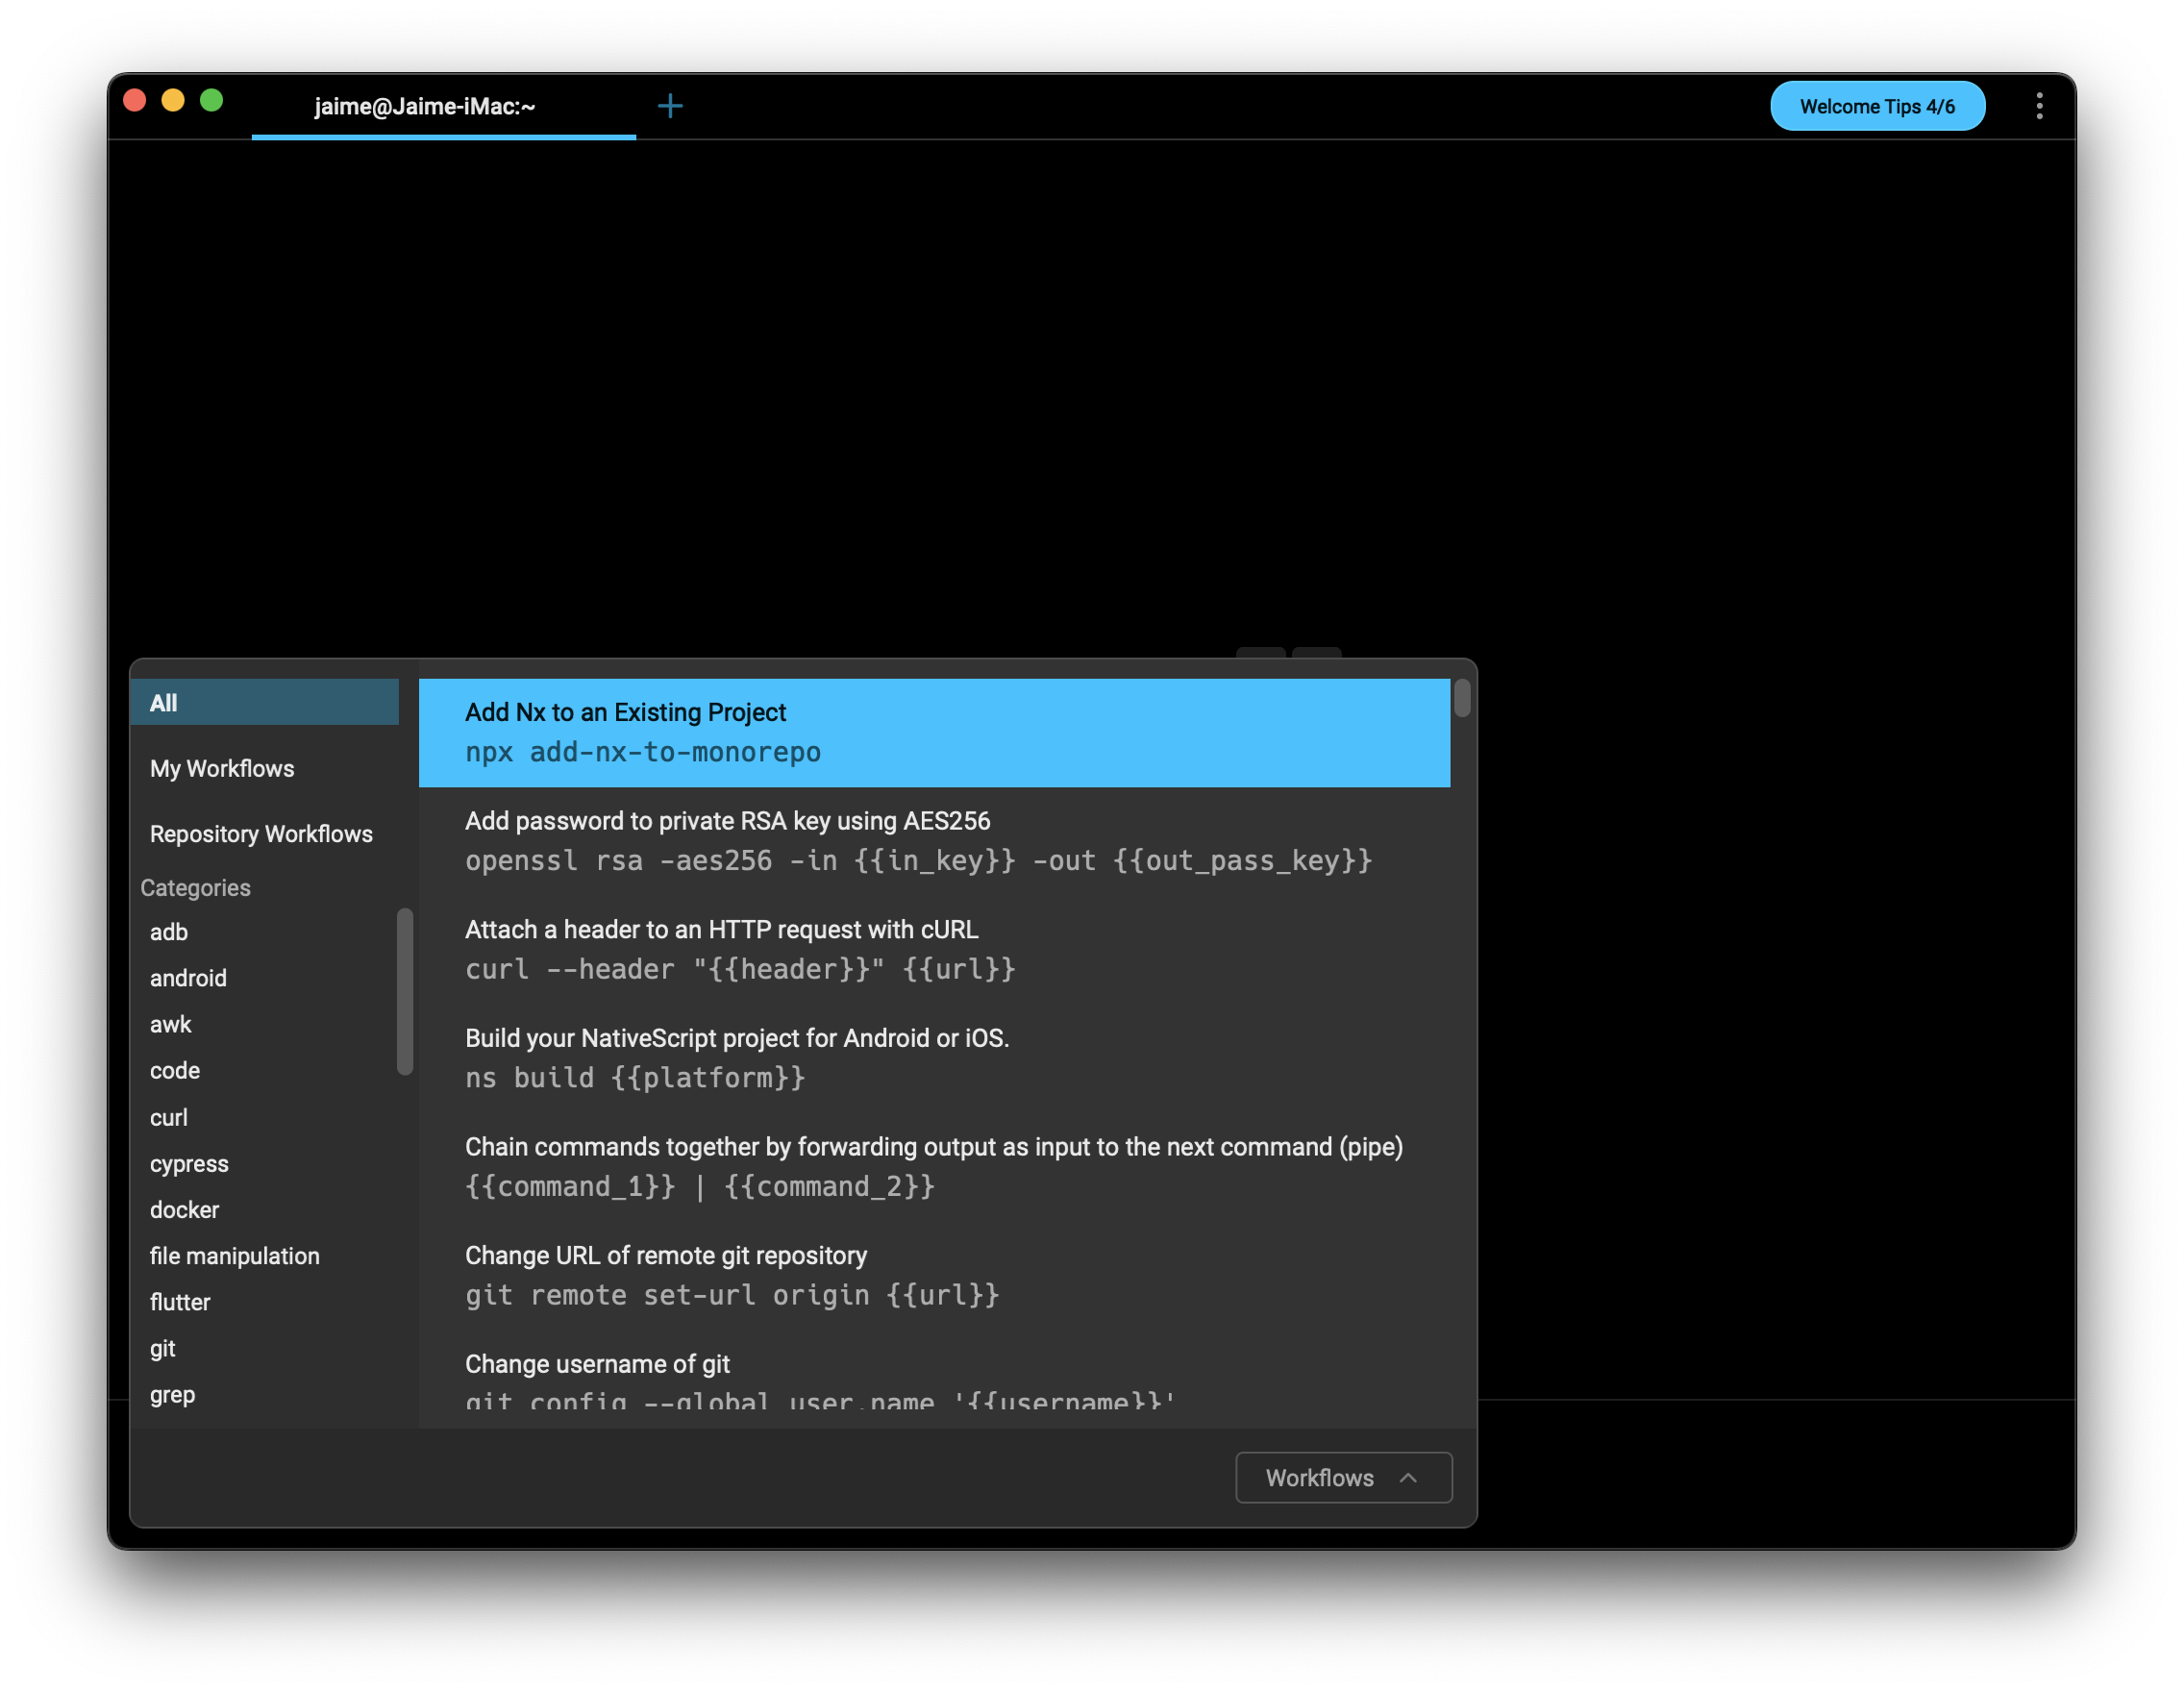 jaime@Jaime-iMac:~
Welcome Tips 4/6
All
My Workflows
Repository Workflows
Categories
adb
android
awk
code
curl
cypress
docker
file manipulation
flutter
git
grep
Add Nx to an Existing Project
npx add-nx-to-monorepo
Add password to private RSA key using AES256
openssl rsa -aes256 -in {{in_key}} -out {{out_pass_key}}
Attach a header to an HTTP request with cURL
curl --header "{{header}}" {{url}}
Build your NativeScript project for Android or iOS.
ns build {{platform}}
Chain commands together by forwarding output as input to the next command (pipe)
{{command_1}} | {{command_2}}
Change URL of remote git repository
git remote set-url origin {{url}}
Change username of git
git config --global user.name '{{username}}'
Workflows